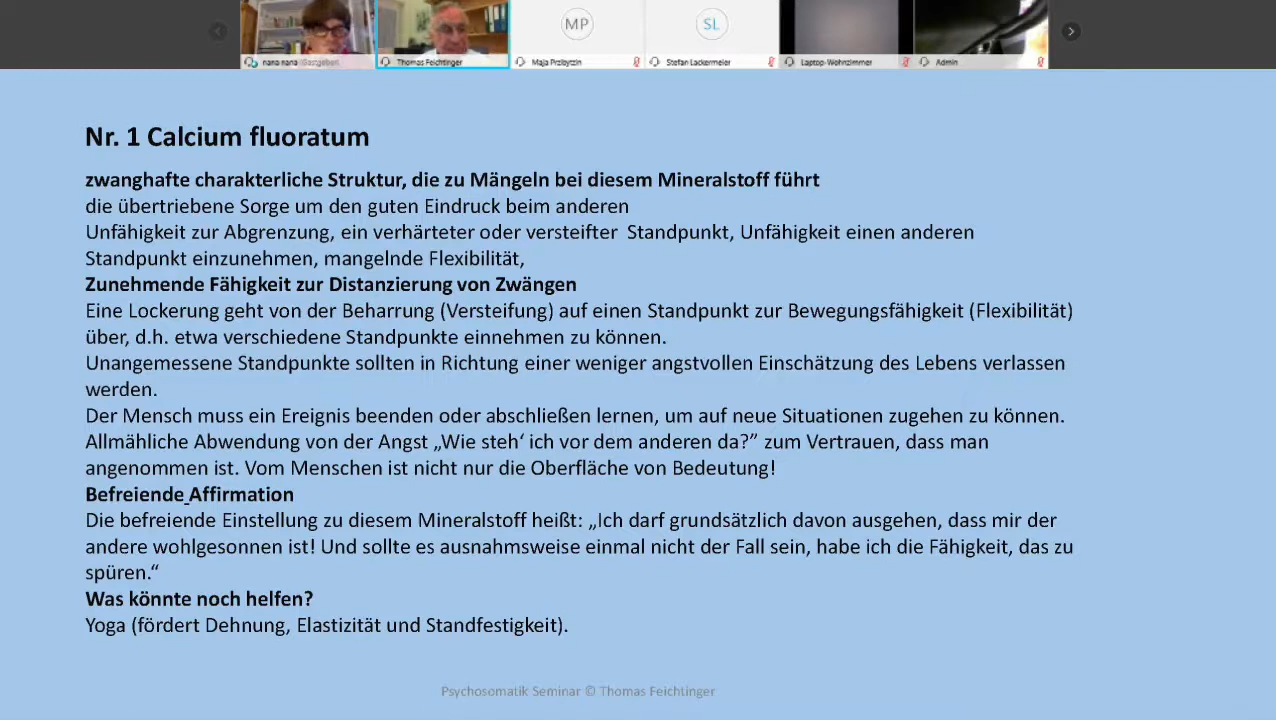 nana nana (Gastgeber)
Thomas Feichtinger
MP
Maja Przibyrzin
SL
Stefan Lackermeier
Laptop-Wohnzimmer
Admin
Nr. 1 Calcium fluoratum
zwanghafte charakterliche Struktur, die zu Mängeln bei diesem Mineralstoff führt
die übertriebene Sorge um den guten Eindruck beim anderen
Unfähigkeit zur Abgrenzung, ein verhärteter oder versteifter Standpunkt, Unfähigkeit einen anderen
Standpunkt einzunehmen, mangelnde Flexibilität,
Zunehmende Fähigkeit zur Distanzierung von Zwängen
Eine Lockerung geht von der Beharrung (Versteifung) auf einen Standpunkt zur Bewegungsfähigkeit (Flexibilität)
über, d.h. etwa verschiedene Standpunkte einnehmen zu können.
Unangemessene Standpunkte sollten in Richtung einer weniger angstvollen Einschätzung des Lebens verlassen
werden.
Der Mensch muss ein Ereignis beenden oder abschließen lernen, um auf neue Situationen zugehen zu können.
Allmähliche Abwendung von der Angst „Wie steh‘ ich vor dem anderen da?” zum Vertrauen, dass man
angenommen ist. Vom Menschen ist nicht nur die Oberfläche von Bedeutung!
Befreiende Affirmation
Die befreiende Einstellung zu diesem Mineralstoff heißt: „Ich darf grundsätzlich davon ausgehen, dass mir der
andere wohlgesonnen ist! Und sollte es ausnahmsweise einmal nicht der Fall sein, habe ich die Fähigkeit, das zu
spüren.“
Was könnte noch helfen?
Yoga (fördert Dehnung, Elastizität und Standfestigkeit).
Psychosomatik Seminar © Thomas Feichtinger